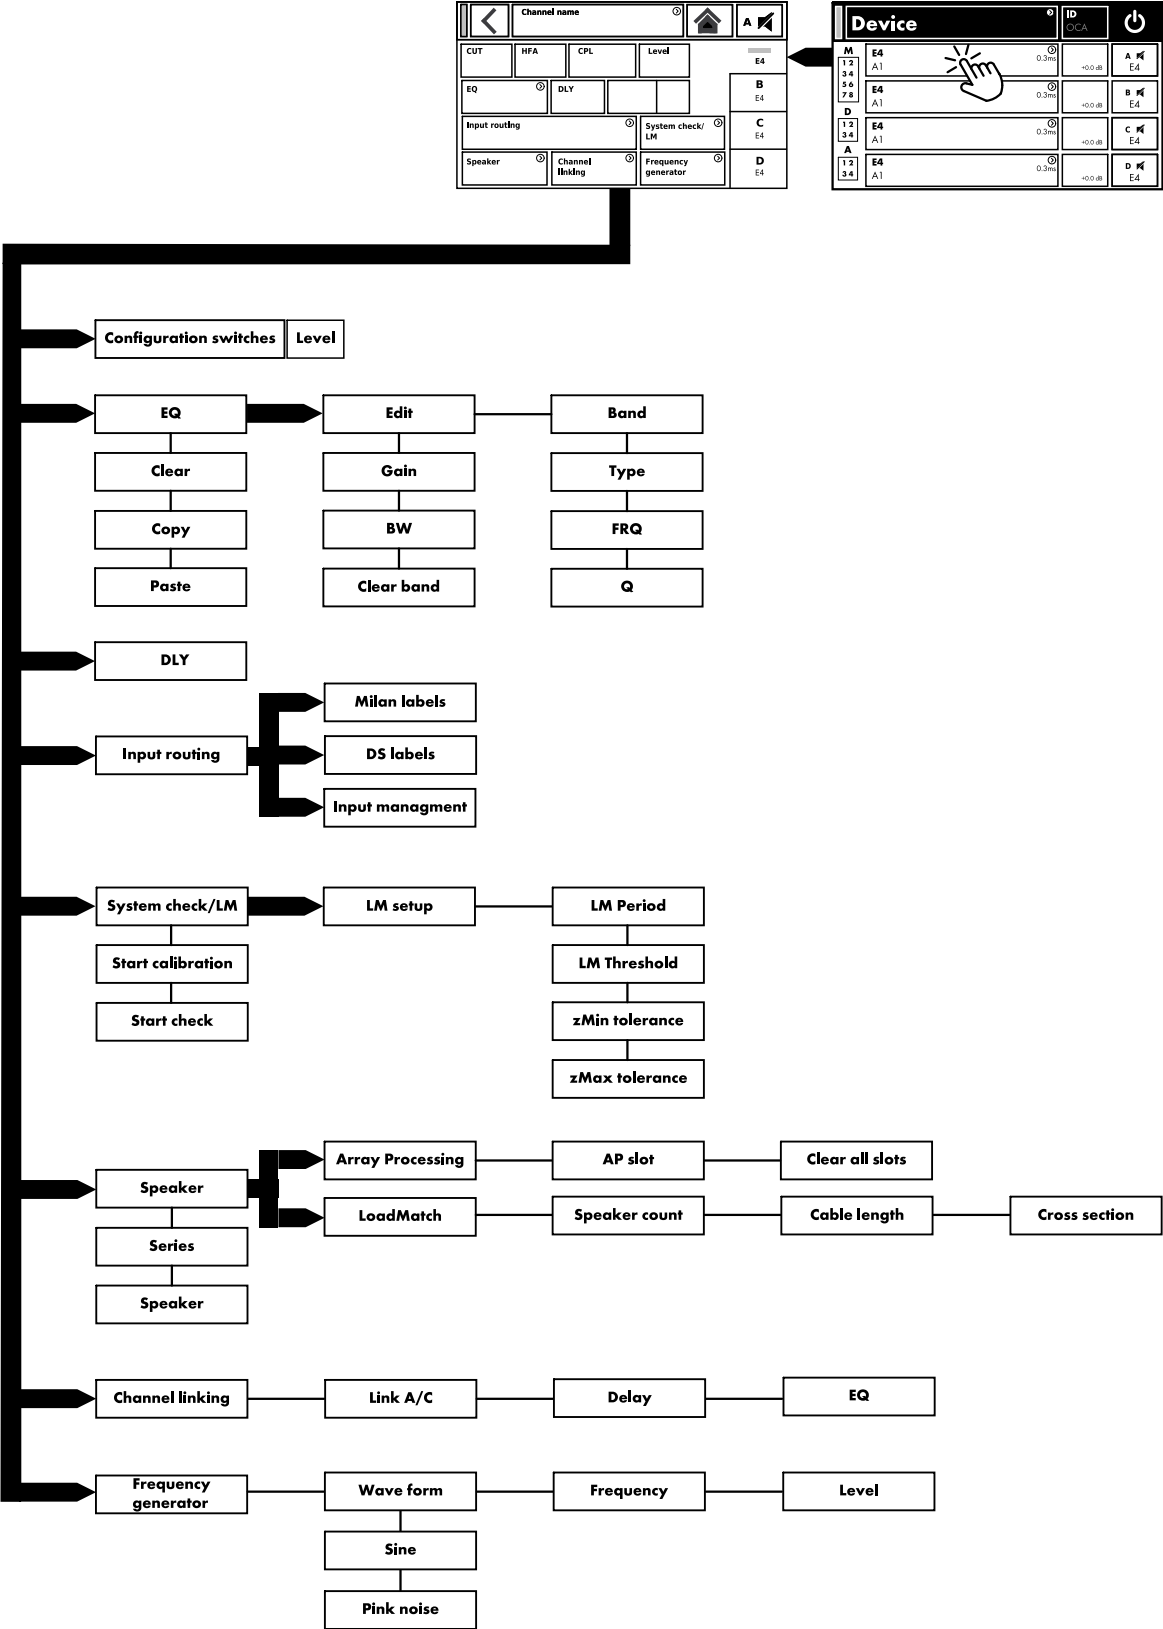 Channel name
A
CUT
HFA
CPL
Level
E4
EQ
DLY
B
E4
Input routing
System check/
LM
C
E4
Speaker
Channel
linking
Frequency
generator
D
E4
Device
ID
OCA
M
1 2
3 4
5 6
7 8
D
1 2
3 4
A
1 2
3 4
E4
A1
0.3ms
+0.0 dB
A
E4
E4
A1
0.3ms
+0.0 dB
B
E4
E4
A1
0.3ms
+0.0 dB
C
E4
E4
A1
0.3ms
+0.0 dB
D
E4
Configuration switches
Level
EQ
Edit
Band
Clear
Gain
Type
Copy
BW
FRQ
Paste
Clear band
Q
DLY
Milan labels
Input routing
DS labels
Input managment
System check/LM
LM setup
LM Period
Start calibration
LM Threshold
Start check
zMin tolerance
zMax tolerance
Array Processing
AP slot
Clear all slots
Speaker
LoadMatch
Speaker count
Cable length
Cross section
Series
Speaker
Channel linking
Link A/C
Delay
EQ
Frequency
generator
Wave form
Frequency
Level
Sine
Pink noise